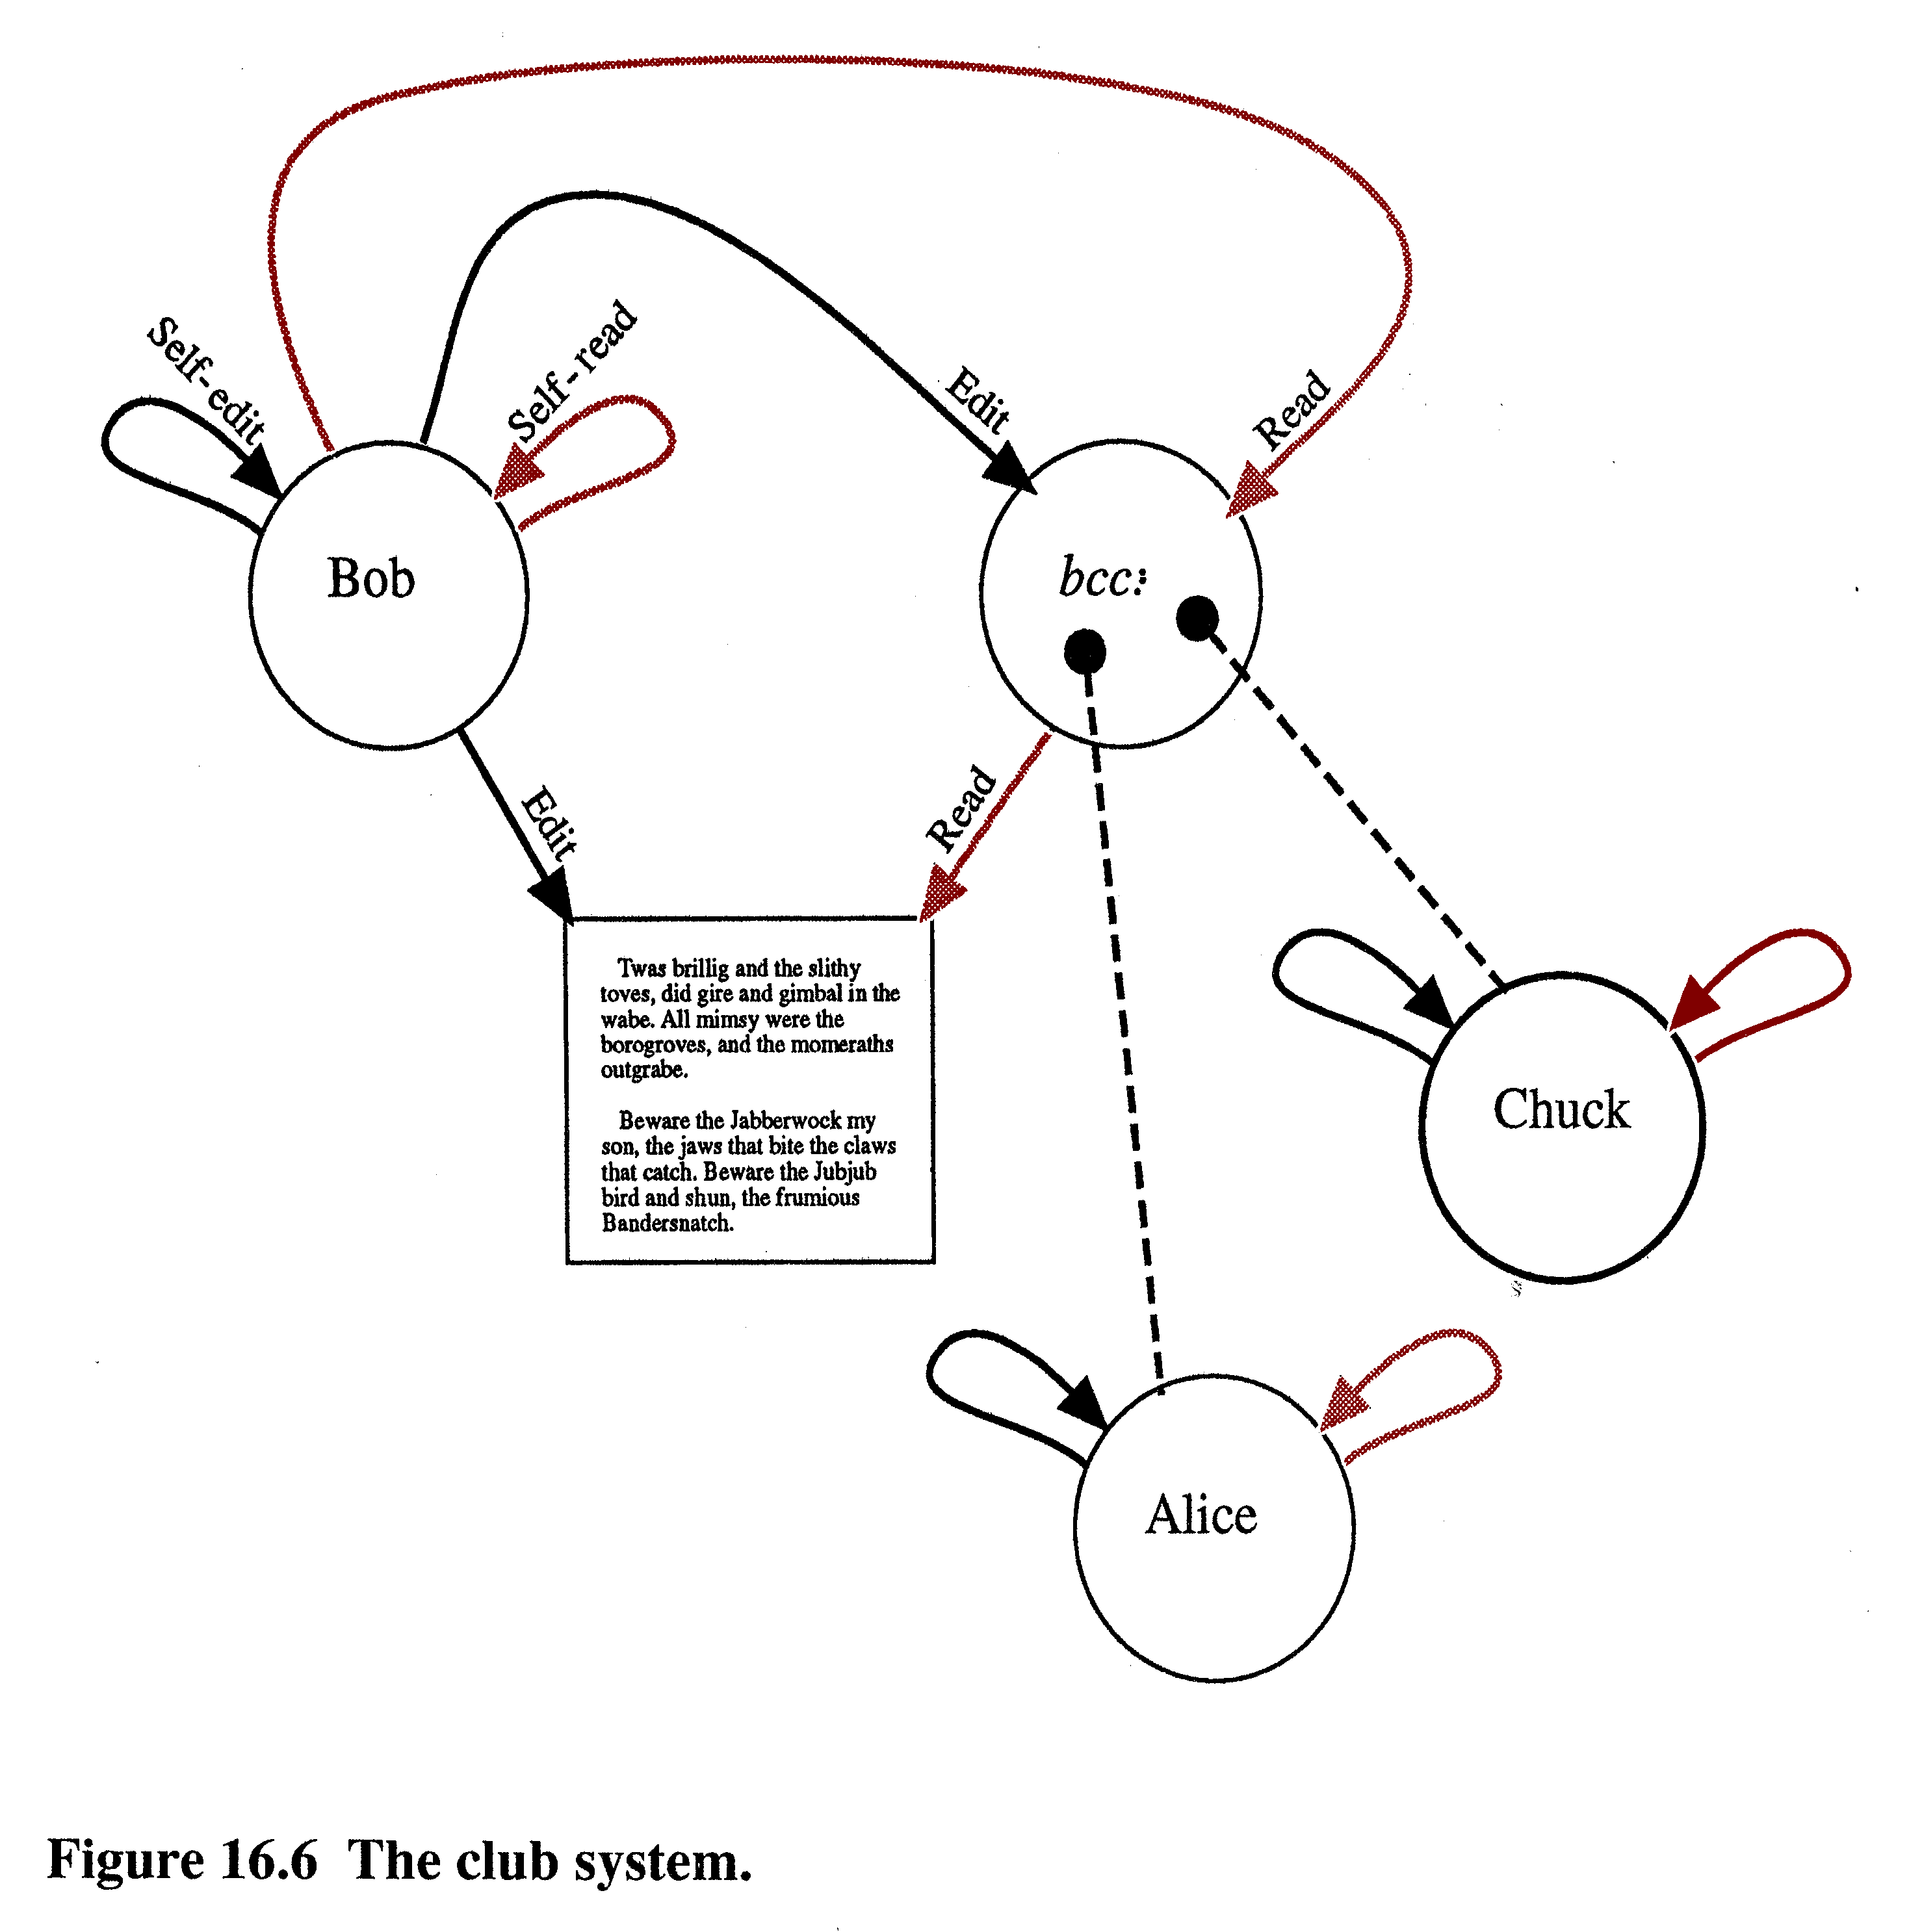 Self-edit
Self-read
Edit
Read
Bob
bcc:
Edit
Read
Twas brillig and the slithy
toves, did gire and gimbal in the
wabe. All mimsy were the
borogroves, and the momeraths
outgrabe.
Beware the Jabberwock my
son, the jaws that bite the claws
that catch. Beware the Jubjub
bird and shun, the frumious
Bandersnatch.
Chuck
s
Alice
Figure 16.6 The club system.